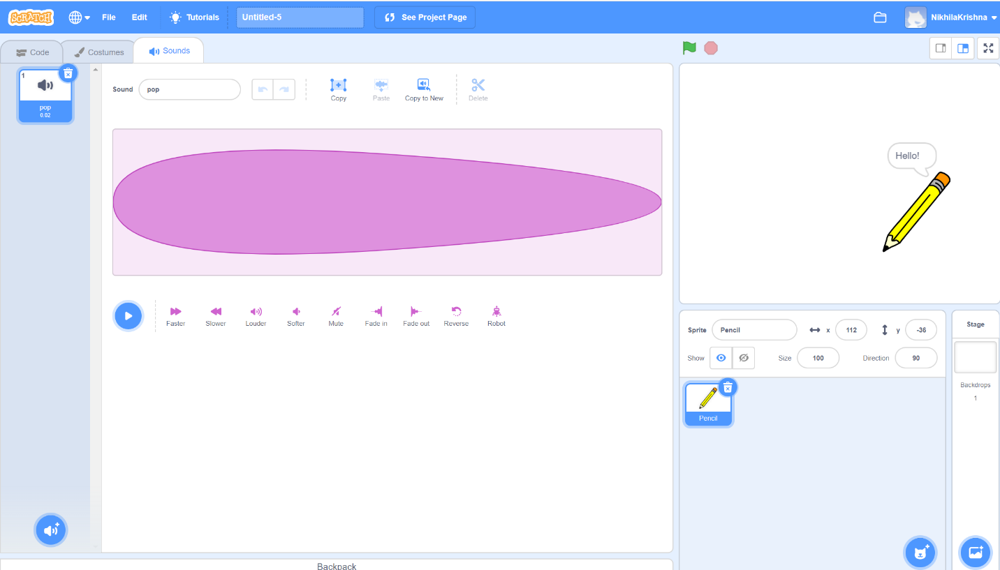 SCRATCH File Edit Tutorials Untitled-5 See Project Page NikhilaKrishna
Code Costumes Sounds
1
pop
0.02
Sound pop Copy Paste Copy to New Delete
Faster Slower Louder Softer Mute Fade in Fade out Reverse Robot
Hello!
Sprite Pencil x 112 y -36
Show Size 100 Direction 90
Pencil
Stage
Backdrops
1
Backpack